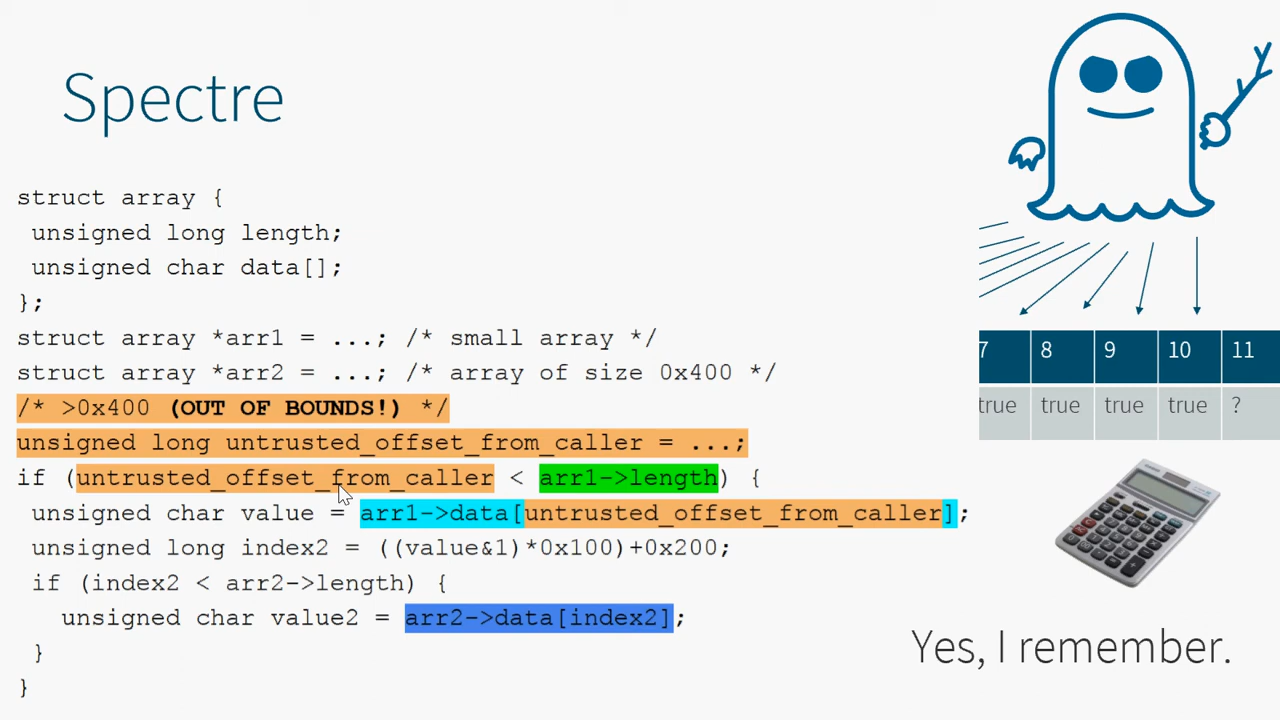 Spectre
struct array {
unsigned long length;
unsigned char data[];
};
struct array *arr1 = ...; /* small array */
struct array *arr2 = ...; /* array of size 0x400 */
/* >0x400 (OUT OF BOUNDS!) */
unsigned long untrusted_offset_from_caller = ...;
if (untrusted_offset_from_caller < arr1->length) {
unsigned char value = arr1->data[untrusted_offset_from_caller];
unsigned long index2 = ((value&1)*0x100)+0x200;
if (index2 < arr2->length) {
unsigned char value2 = arr2->data[index2];
}
}
7 8 9 10 11
true true true true ?
Yes, I remember.